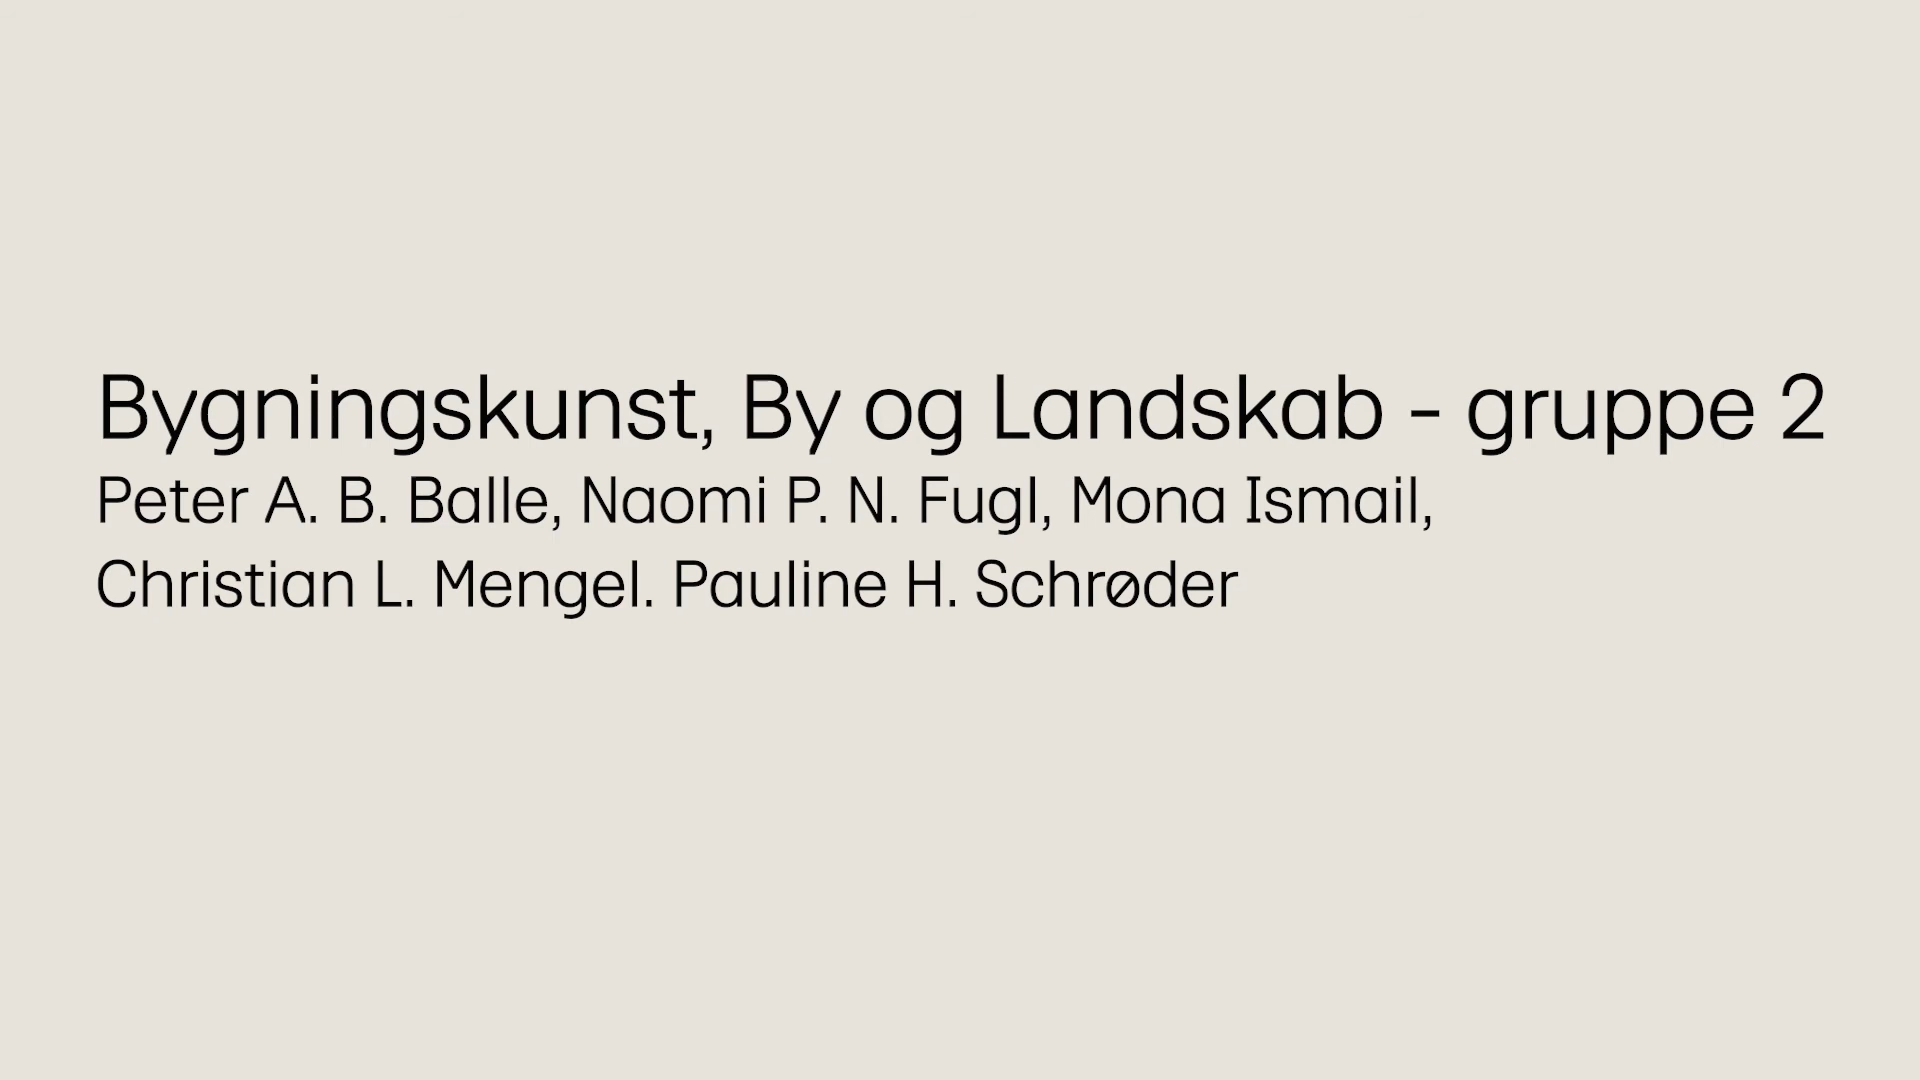 Bygningskunst, By og Landskab - gruppe 2
Peter A. B. Balle, Naomi P. N. Fugl, Mona Ismail,
Christian L. Mengel. Pauline H. Schrøder